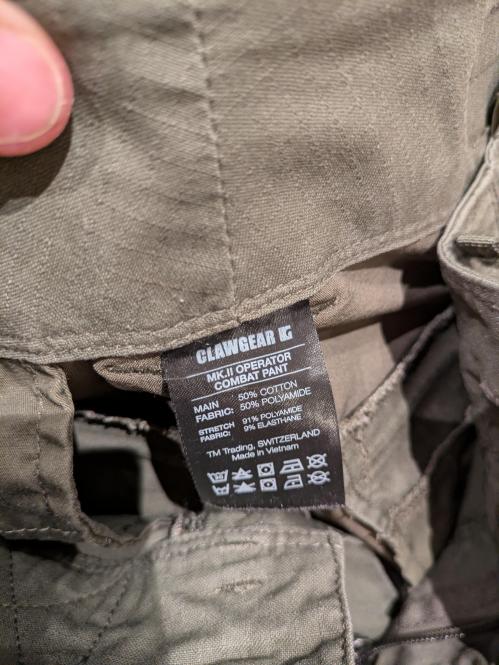 CLAWGEAR
MK.II OPERATOR
COMBAT PANT
MAIN FABRIC: 50% COTTON
50% POLYAMIDE
STRETCH FABRIC: 91% POLYAMIDE
9% ELASTHANE
TM Trading, SWITZERLAND
Made in Vietnam